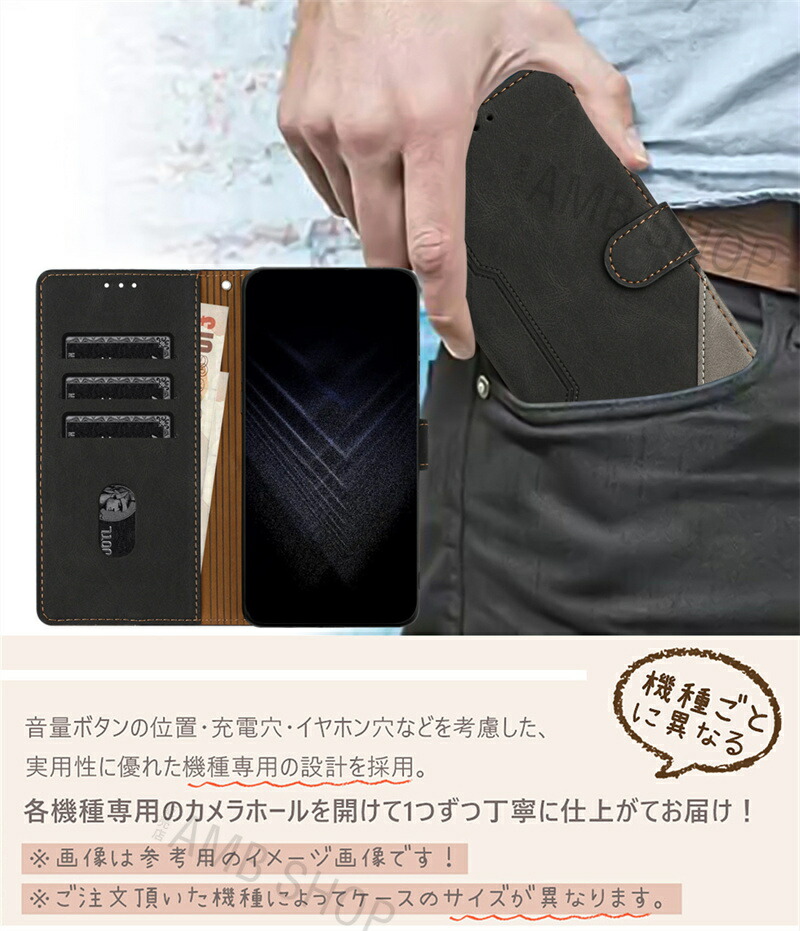 AMB SHOP
JDYL
機種ごと
に異なる
音量ボタンの位置・充電穴・イヤホン穴などを考慮した、
実用性に優れた機種専用の設計を採用。
各機種専用のカメラホールを開けて1つずつ丁寧に仕上がてお届け！
※画像は参考用のイメージ画像です！
※ご注文頂いた機種によってケースのサイズが異なります。
AMB SHOP